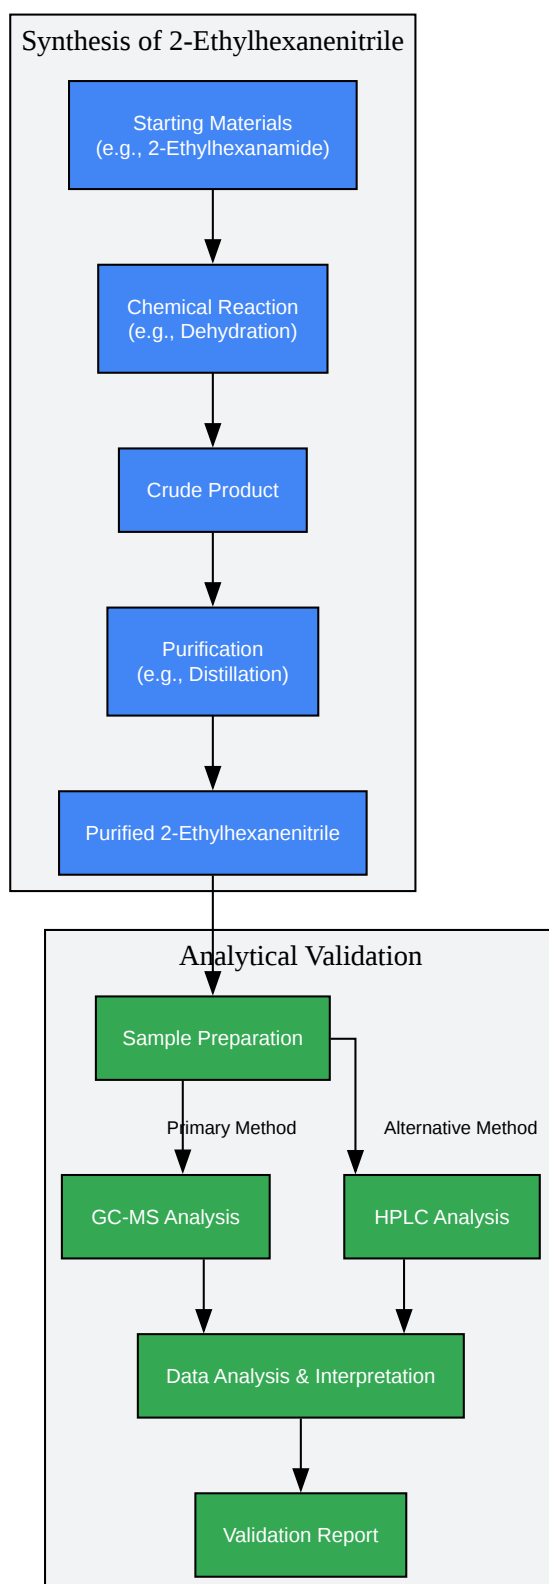 Synthesis of 2-Ethylhexanenitrile
Starting Materials
(e.g., 2-Ethylhexanamide)
Chemical Reaction
(e.g., Dehydration)
Crude Product
Purification
(e.g., Distillation)
Purified 2-Ethylhexanenitrile
Analytical Validation
Sample Preparation
Primary Method
Alternative Method
GC-MS Analysis
HPLC Analysis
Data Analysis & Interpretation
Validation Report